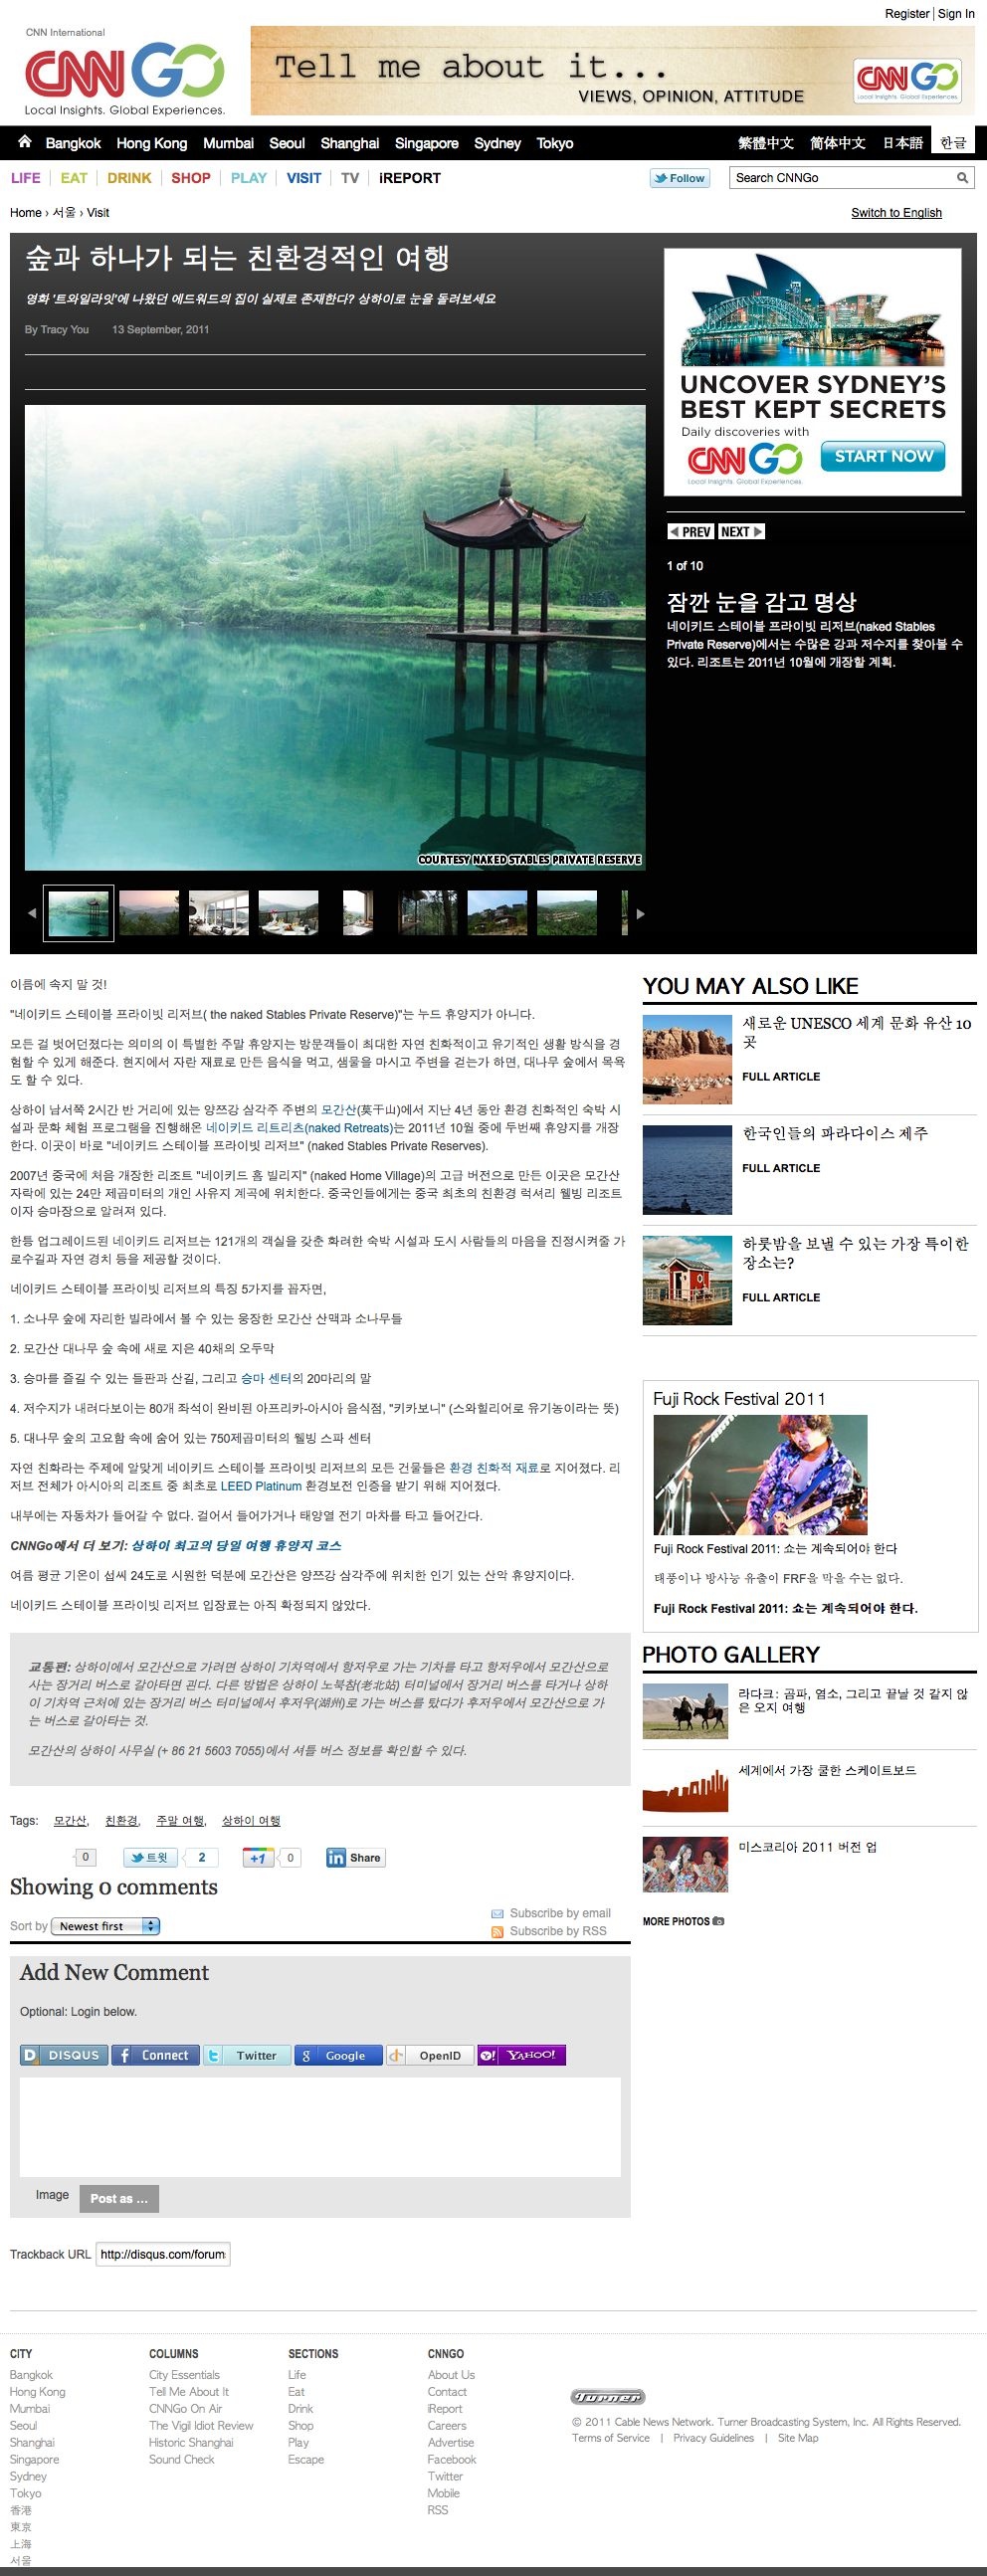 Register | Sign In
CNN International
CNN GO
Local Insights. Global Experiences.
Tell me about it...
VIEWS, OPINION, ATTITUDE
CNN GO
Local Insights. Global Experiences.
Bangkok Hong Kong Mumbai Seoul Shanghai Singapore Sydney Tokyo 繁體中文 简体中文 日本語 한글
LIFE EAT DRINK SHOP PLAY VISIT TV iREPORT Follow Search CNNGo
Home › 서울 › Visit
Switch to English
숲과 하나가 되는 친환경적인 여행
영화 '트와일라잇'에 나왔던 에드워드의 집이 실제로 존재한다? 상하이로 눈을 돌려보세요
By Tracy You 13 September, 2011
COURTESY NAKED STABLES PRIVATE RESERVE
UNCOVER SYDNEY'S
BEST KEPT SECRETS
Daily discoveries with
CNN GO START NOW
Local Insights. Global Experiences.
PREV NEXT
1 of 10
잠깐 눈을 감고 명상
네이키드 스테이블 프라이빗 리저브(naked Stables
Private Reserve)에서는 수많은 강과 저수지를 찾아볼 수
있다. 리조트는 2011년 10월에 개장할 계획.
이름에 속지 말 것!
"네이키드 스테이블 프라이빗 리저브( the naked Stables Private Reserve)"는 누드 휴양지가 아니다.
모든 걸 벗어던졌다는 의미의 이 특별한 주말 휴양지는 방문객들이 최대한 자연 친화적이고 유기적인 생활 방식을 경
험할 수 있게 해준다. 현지에서 자란 재료로 만든 음식을 먹고, 샘물을 마시고 주변을 걷는가 하면, 대나무 숲에서 목욕
도 할 수 있다.
상하이 남서쪽 2시간 반 거리에 있는 양쯔강 삼각주 주변의 모간산(莫干山)에서 지난 4년 동안 환경 친화적인 숙박 시
설과 문화 체험 프로그램을 진행해온 네이키드 리트리츠(naked Retreats)는 2011년 10월 중에 두번째 휴양지를 개장
한다. 이곳이 바로 "네이키드 스테이블 프라이빗 리저브" (naked Stables Private Reserves).
2007년 중국에 처음 개장한 리조트 "네이키드 홈 빌리지" (naked Home Village)의 고급 버전으로 만든 이곳은 모간산
자락에 있는 24만 제곱미터의 개인 사유지 계곡에 위치한다. 중국인들에게는 중국 최초의 친환경 럭셔리 웰빙 리조트
이자 승마장으로 알려져 있다.
한틈 업그레이드된 네이키드 리저브는 121개의 객실을 갖춘 화려한 숙박 시설과 도시 사람들의 마음을 진정시켜줄 가
로수길과 자연 경치 등을 제공할 것이다.
네이키드 스테이블 프라이빗 리저브의 특징 5가지를 꼽자면,
1. 소나무 숲에 자리한 빌라에서 볼 수 있는 웅장한 모간산 산맥과 소나무들
2. 모간산 대나무 숲 속에 새로 지은 40채의 오두막
3. 승마를 즐길 수 있는 들판과 산길, 그리고 승마 센터의 20마리의 말
4. 저수지가 내려다보이는 80개 좌석이 완비된 아프리카-아시아 음식점, "키카보니" (스와힐리어로 유기농이라는 뜻)
5. 대나무 숲의 고요함 속에 숨어 있는 750제곱미터의 웰빙 스파 센터
자연 친화라는 주제에 알맞게 네이키드 스테이블 프라이빗 리저브의 모든 건물들은 환경 친화적 재료로 지어졌다. 리
저브 전체가 아시아의 리조트 중 최초로 LEED Platinum 환경보전 인증을 받기 위해 지어졌다.
내부에는 자동차가 들어갈 수 없다. 걸어서 들어가거나 태양열 전기 마차를 타고 들어간다.
CNNGo에서 더 보기: 상하이 최고의 당일 여행 휴양지 코스
여름 평균 기온이 섭씨 24도로 시원한 덕분에 모간산은 양쯔강 삼각주에 위치한 인기 있는 산악 휴양지이다.
네이키드 스테이블 프라이빗 리저브 입장료는 아직 확정되지 않았다.
교통편: 상하이에서 모간산으로 가려면 상하이 기차역에서 항저우로 가는 기차를 타고 항저우에서 모간산으로
사는 장거리 버스로 갈아타면 된다. 다른 방법은 상하이 노북참(老北站) 터미널에서 장거리 버스를 타거나 상하
이 기차역 근처에 있는 장거리 버스 터미널에서 후저우(湖州)로 가는 버스를 탔다가 후저우에서 모간산으로 가
는 버스로 갈아타는 것.
모간산의 상하이 사무실 (+ 86 21 5603 7055)에서 셔틀 버스 정보를 확인할 수 있다.
Tags: 모간산, 친환경, 주말 여행, 상하이 여행
0 트윗 2 +1 0 in Share
Showing 0 comments
Sort by Newest first
Subscribe by email
Subscribe by RSS
Add New Comment
Optional: Login below.
D DISQUS f Connect t Twitter g Google OpenID Y! YAHOO!
Image Post as ...
Trackback URL http://disqus.com/forum
YOU MAY ALSO LIKE
새로운 UNESCO 세계 문화 유산 10
곳
FULL ARTICLE
한국인들의 파라다이스 제주
FULL ARTICLE
하룻밤을 보낼 수 있는 가장 특이한
장소는?
FULL ARTICLE
Fuji Rock Festival 2011
Fuji Rock Festival 2011: 쇼는 계속되어야 한다
태풍이나 방사능 유출이 FRF을 막을 수는 없다.
Fuji Rock Festival 2011: 쇼는 계속되어야 한다.
PHOTO GALLERY
라다크: 곰파, 염소, 그리고 끝날 것 같지 않
은 오지 여행
세계에서 가장 쿨한 스케이트보드
미스코리아 2011 버전 업
MORE PHOTOS
CITY
Bangkok
Hong Kong
Mumbai
Seoul
Shanghai
Singapore
Sydney
Tokyo
香港
東京
上海
서울
COLUMNS
City Essentials
Tell Me About It
CNNGo On Air
The Vigil Idiot Review
Historic Shanghai
Sound Check
SECTIONS
Life
Eat
Drink
Shop
Play
Escape
CNNGO
About Us
Contact
iReport
Careers
Advertise
Facebook
Twitter
Mobile
RSS
Turner
© 2011 Cable News Network. Turner Broadcasting System, Inc. All Rights Reserved.
Terms of Service | Privacy Guidelines | Site Map